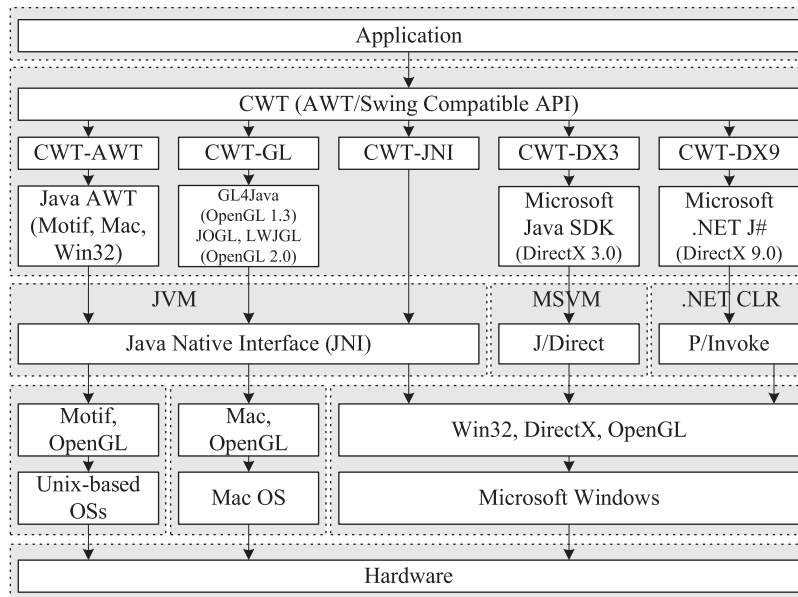 Application
CWT (AWT/Swing Compatible API)
CWT-AWT
CWT-GL
CWT-JNI
CWT-DX3
CWT-DX9
Java AWT
(Motif, Mac,
Win32)
GL4Java
(OpenGL 1.3)
JOGL, LWJGL
(OpenGL 2.0)
Microsoft
Java SDK
(DirectX 3.0)
Microsoft
.NET J#
(DirectX 9.0)
JVM
MSVM
.NET CLR
Java Native Interface (JNI)
J/Direct
P/Invoke
Motif,
OpenGL
Mac,
OpenGL
Win32, DirectX, OpenGL
Unix-based
OSs
Mac OS
Microsoft Windows
Hardware